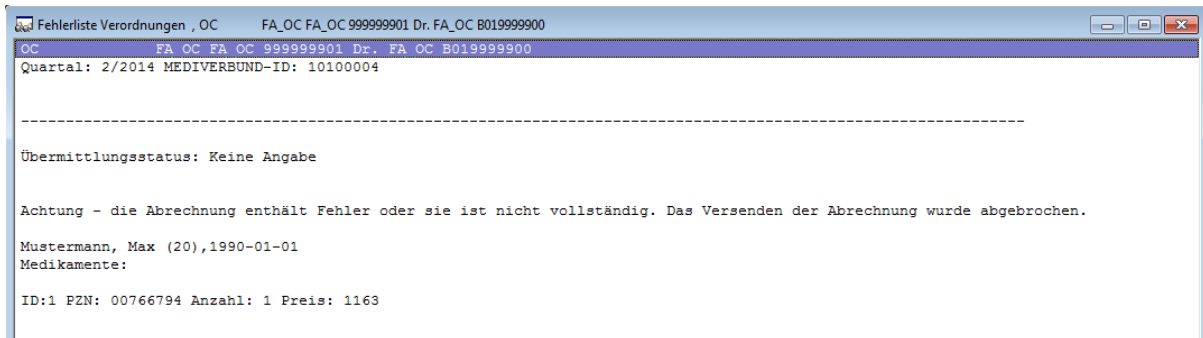 Fehlerliste Verordnungen , OC FA_OC FA_OC 999999901 Dr. FA_OC B019999900
OC FA OC FA OC 999999901 Dr. FA OC B019999900
Quartal: 2/2014 MEDIVERBUND-ID: 10100004
--------------------------------------------------------------------------------------------------------------
Übermittlungsstatus: Keine Angabe
Achtung - die Abrechnung enthält Fehler oder sie ist nicht vollständig. Das Versenden der Abrechnung wurde abgebrochen.
Mustermann, Max (20),1990-01-01
Medikamente:
ID:1 PZN: 00766794 Anzahl: 1 Preis: 1163